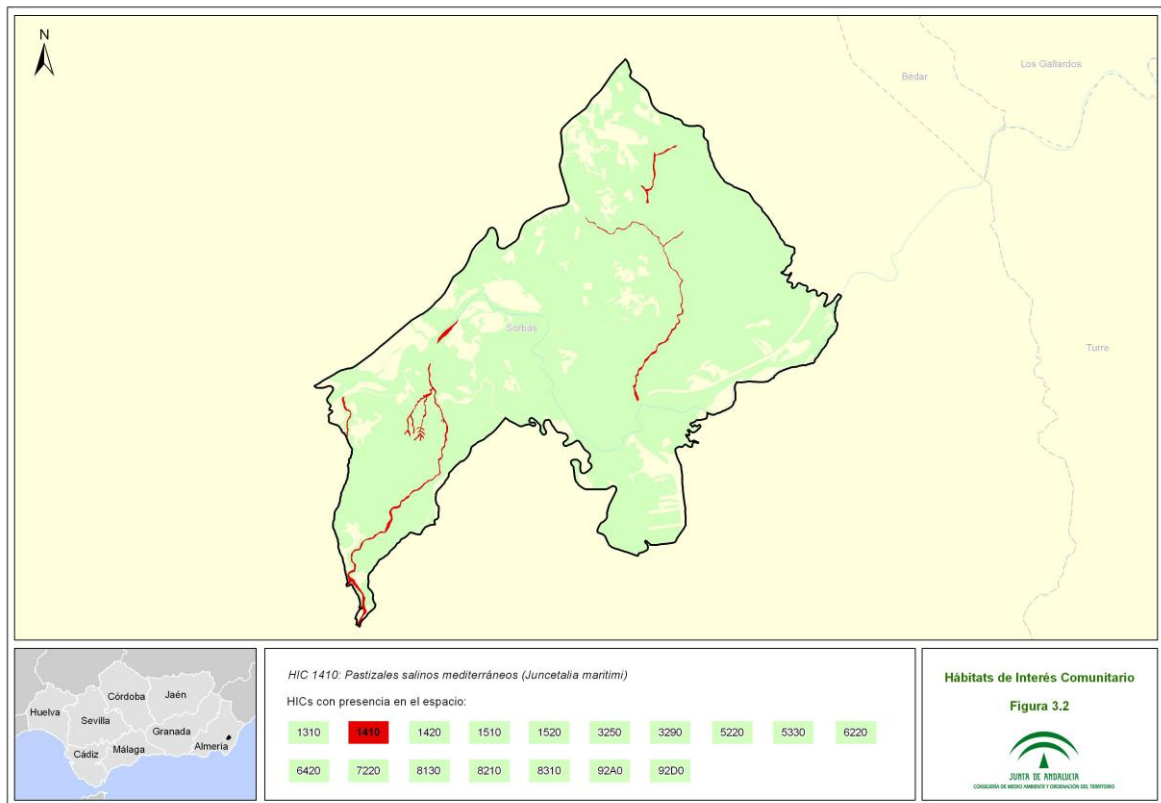 N
Bédar
Los Gallardos
Sorbas
Turre
Huelva
Sevilla
Córdoba
Jaén
Cádiz
Málaga
Granada
Almería
HIC 1410: Pastizales salinos mediterráneos (Juncetalia maritimi)
HICs con presencia en el espacio:
1310 1410 1420 1510 1520 3250 3290 5220 5330 6220
6420 7220 8130 8210 8310 92A0 92D0
Hábitats de Interés Comunitario
Figura 3.2
JUNTA DE ANDALUCIA
CONSEJERÍA DE MEDIO AMBIENTE Y ORDENACIÓN DEL TERRITORIO